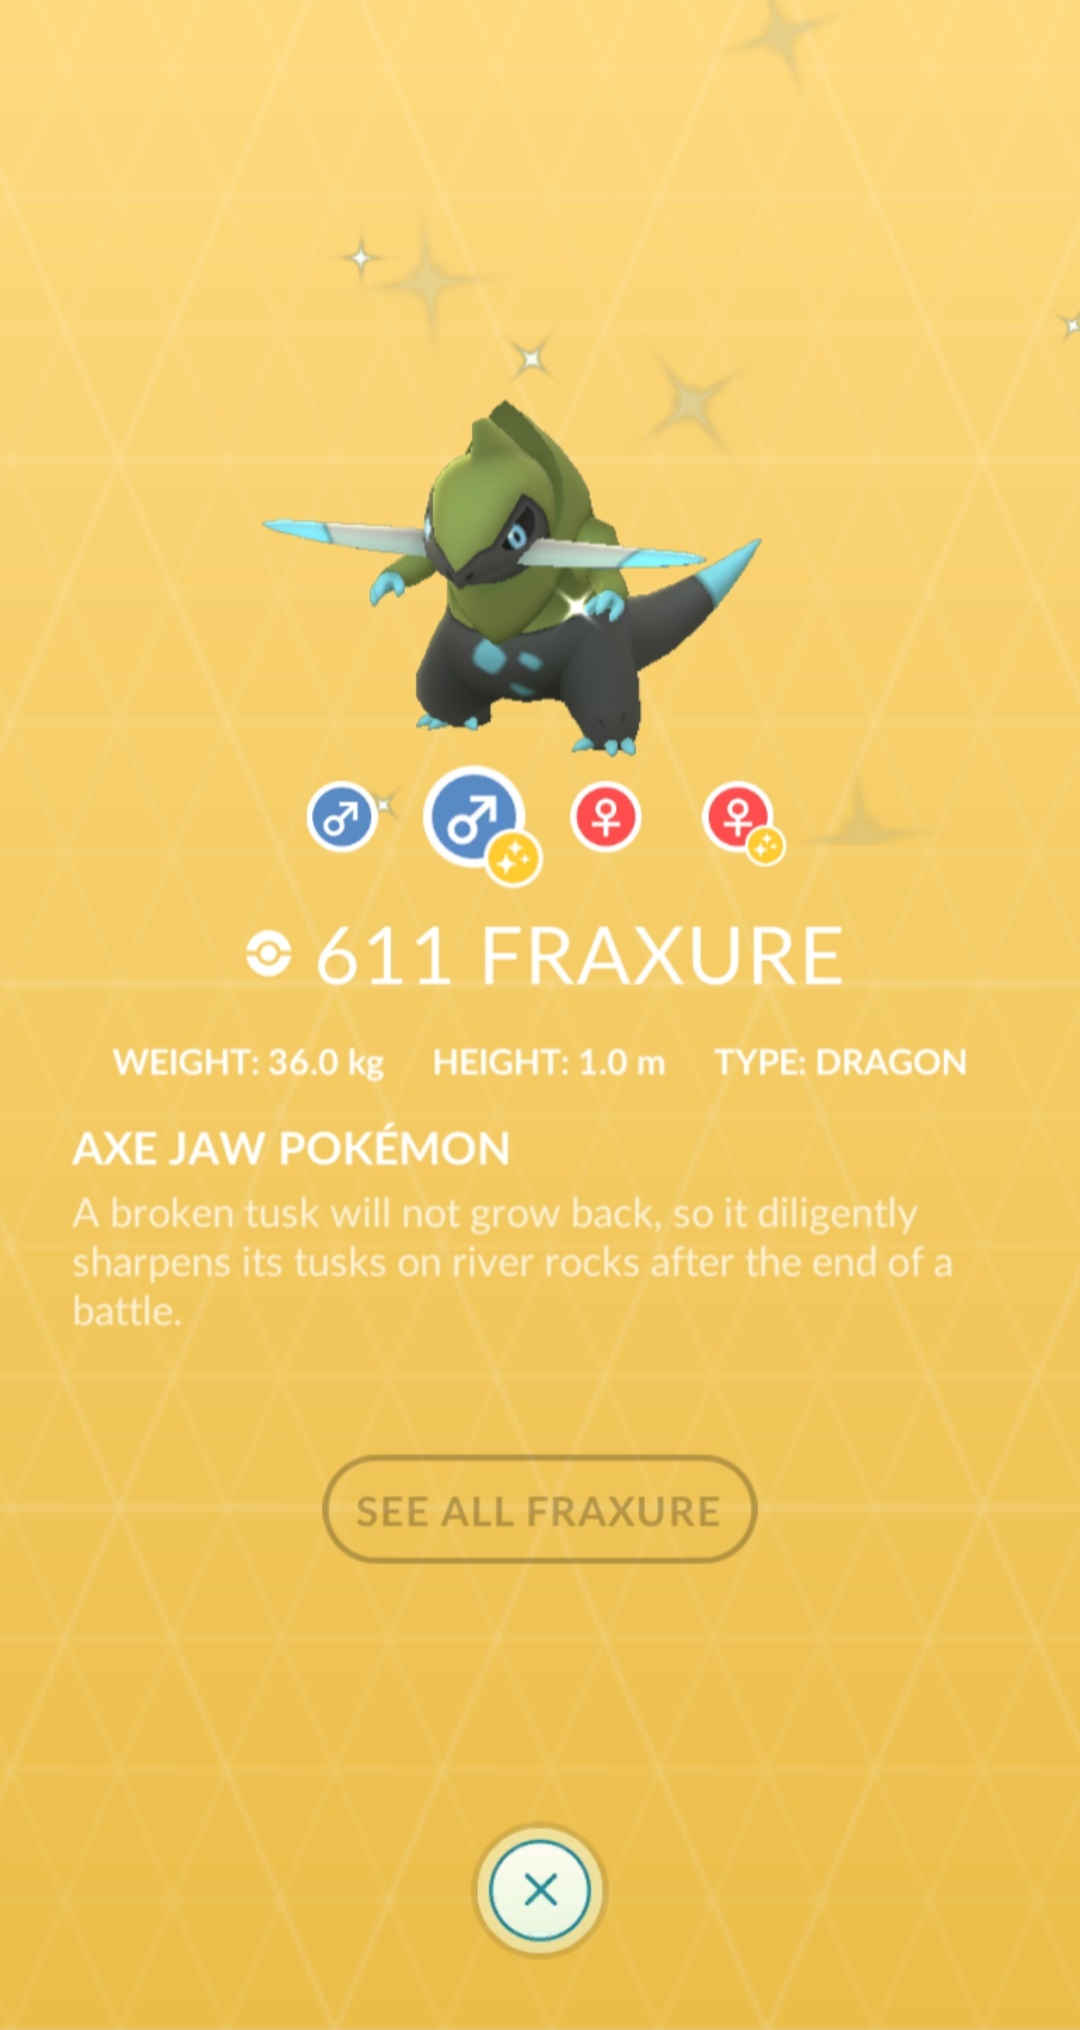 611 FRAXURE
WEIGHT: 36.0 kg HEIGHT: 1.0 m TYPE: DRAGON
AXE JAW POKÉMON
A broken tusk will not grow back, so it diligently
sharpens its tusks on river rocks after the end of a
battle.
SEE ALL FRAXURE